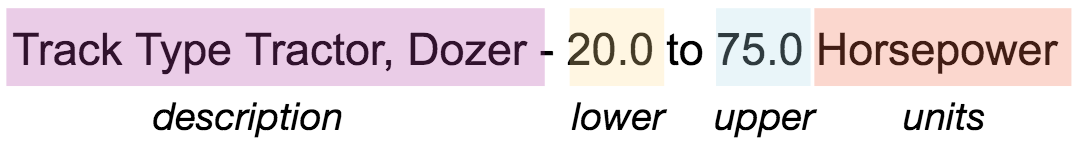 Track Type Tractor, Dozer - 20.0 to 75.0 Horsepower
description lower upper units